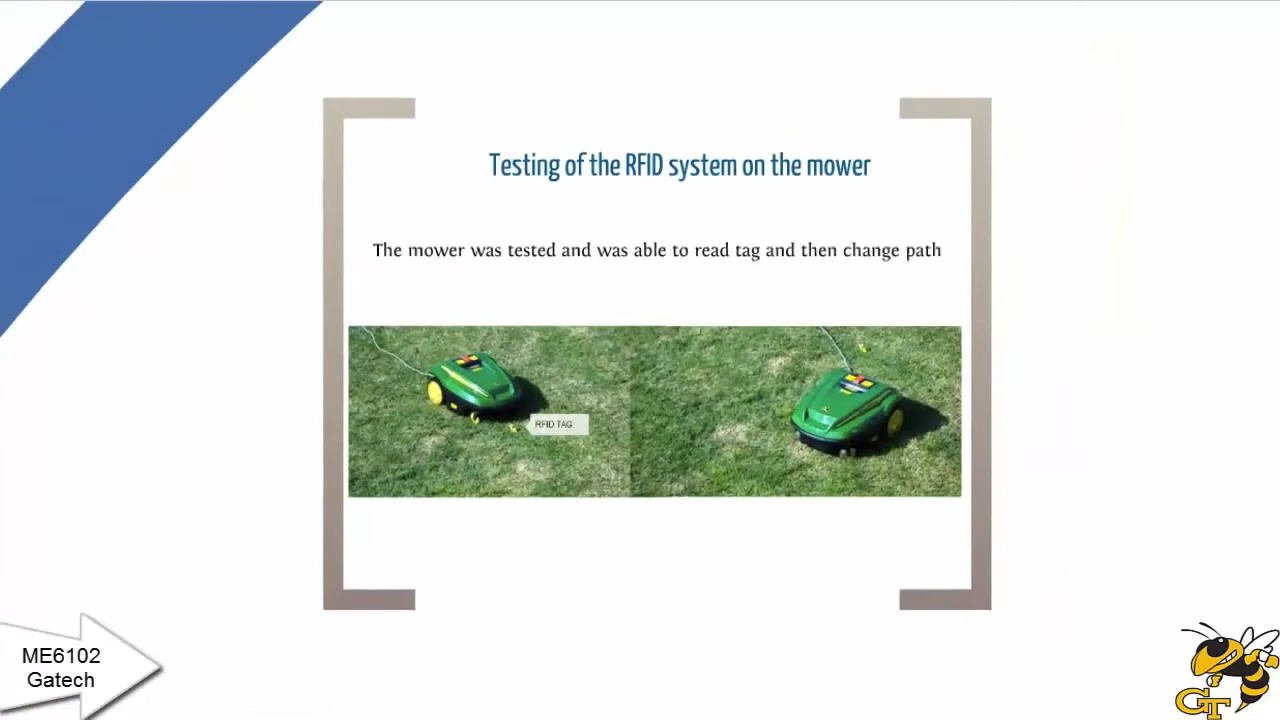 Testing of the RFID system on the mower
The mower was tested and was able to read tag and then change path
RFID TAG
ME6102
Gatech
GT